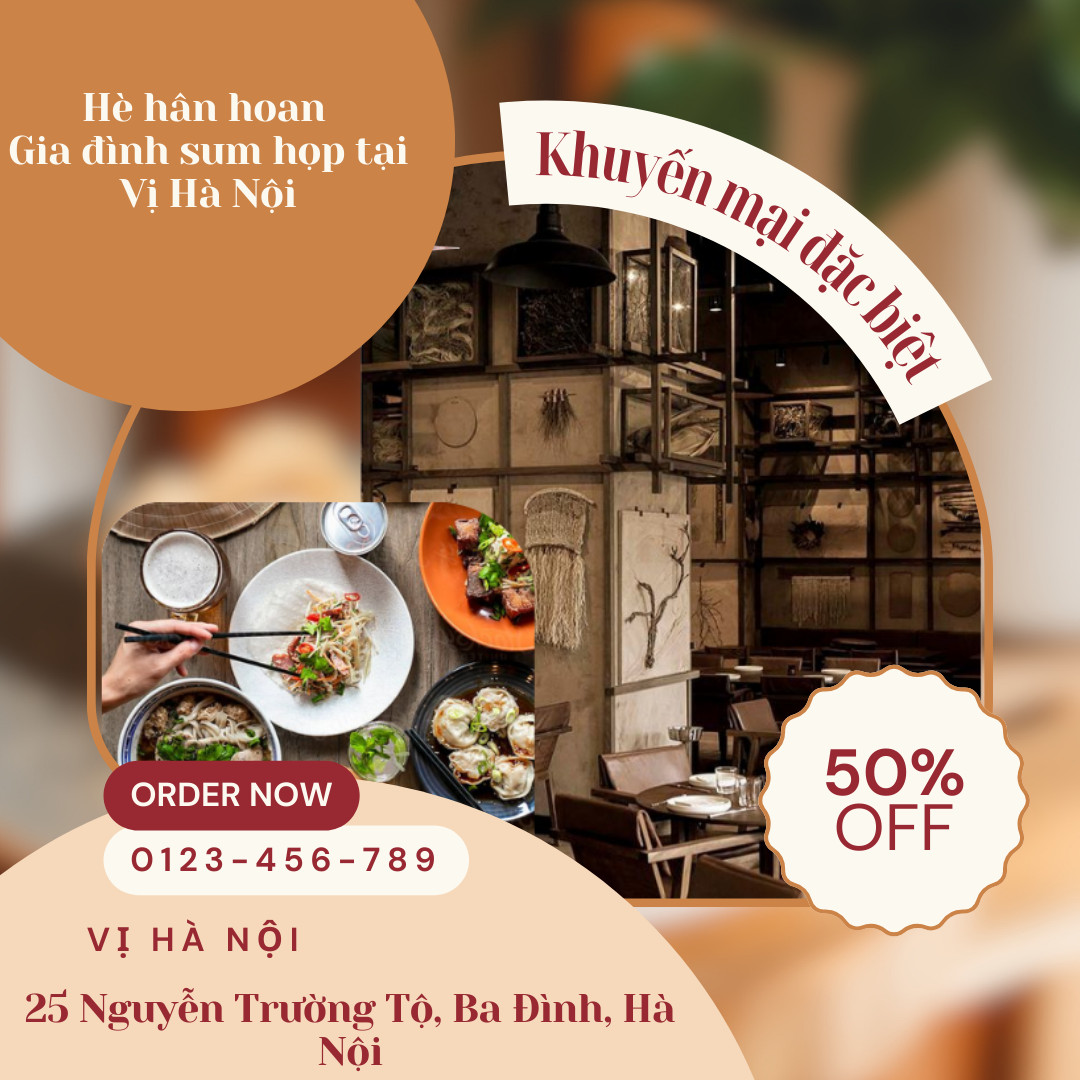 Hè hân hoan
Gia đình sum họp tại
Vị Hà Nội
Khuyến mại đặc biệt
50%
OFF
ORDER NOW
0123-456-789
VỊ HÀ NỘI
25 Nguyễn Trường Tộ, Ba Đình, Hà
Nội